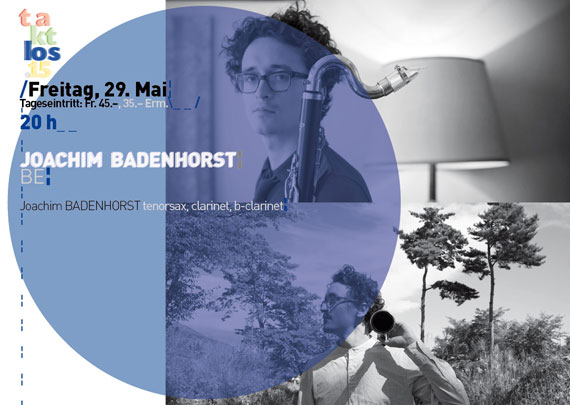 t a
kt
los
15
/Freitag, 29. Mai
Tageseintritt: Fr. 45.–, 35.– Erm.\_ _/
20 h_ _
JOACHIM BADENHORST
BE
Joachim BADENHORST tenorsax, clarinet, b-clarinet